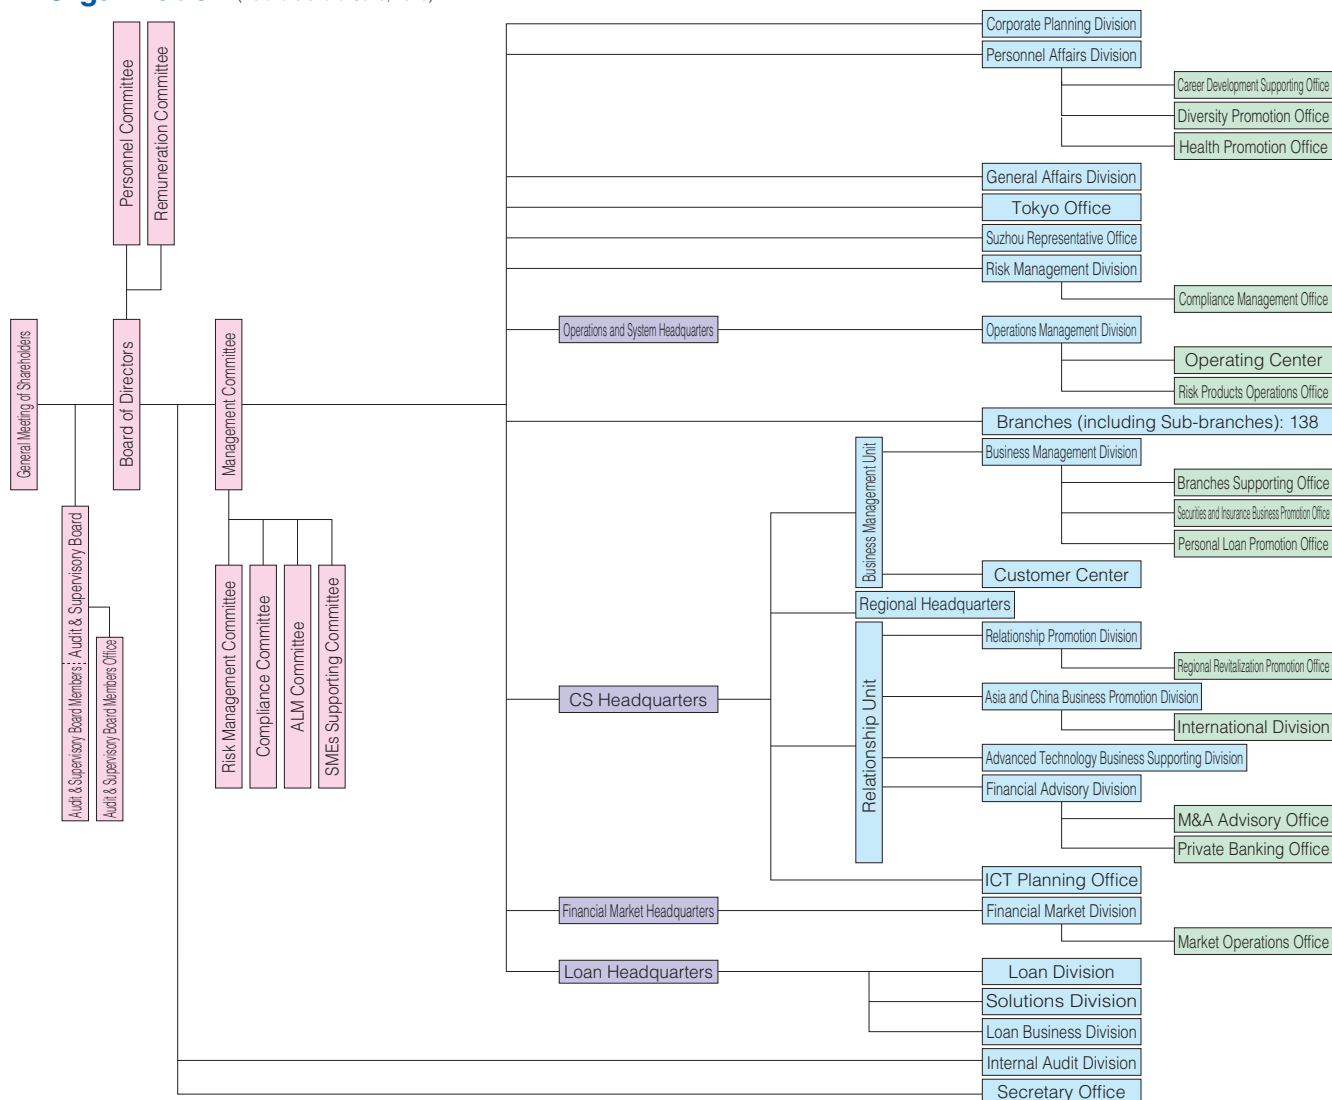 Corporate Planning Division
Personnel Affairs Division
Career Development Supporting Office
Diversity Promotion Office
Health Promotion Office
General Affairs Division
Tokyo Office
Suzhou Representative Office
Risk Management Division
Compliance Management Office
Operations and System Headquarters
Operations Management Division
Operating Center
Risk Products Operations Office
Branches (including Sub-branches): 138
Business Management Unit
Business Management Division
Branches Supporting Office
Securities and Insurance Business Promotion Office
Personal Loan Promotion Office
Customer Center
Regional Headquarters
CS Headquarters
Relationship Unit
Relationship Promotion Division
Regional Revitalization Promotion Office
Asia and China Business Promotion Division
International Division
Advanced Technology Business Supporting Division
Financial Advisory Division
M&A Advisory Office
Private Banking Office
ICT Planning Office
Financial Market Headquarters
Financial Market Division
Market Operations Office
Loan Headquarters
Loan Division
Solutions Division
Loan Business Division
Internal Audit Division
Secretary Office
Personnel Committee
Remuneration Committee
General Meeting of Shareholders
Board of Directors
Management Committee
Audit & Supervisory Board Members
Audit & Supervisory Board
Audit & Supervisory Board Members Office
Risk Management Committee
Compliance Committee
ALM Committee
SMEs Supporting Committee